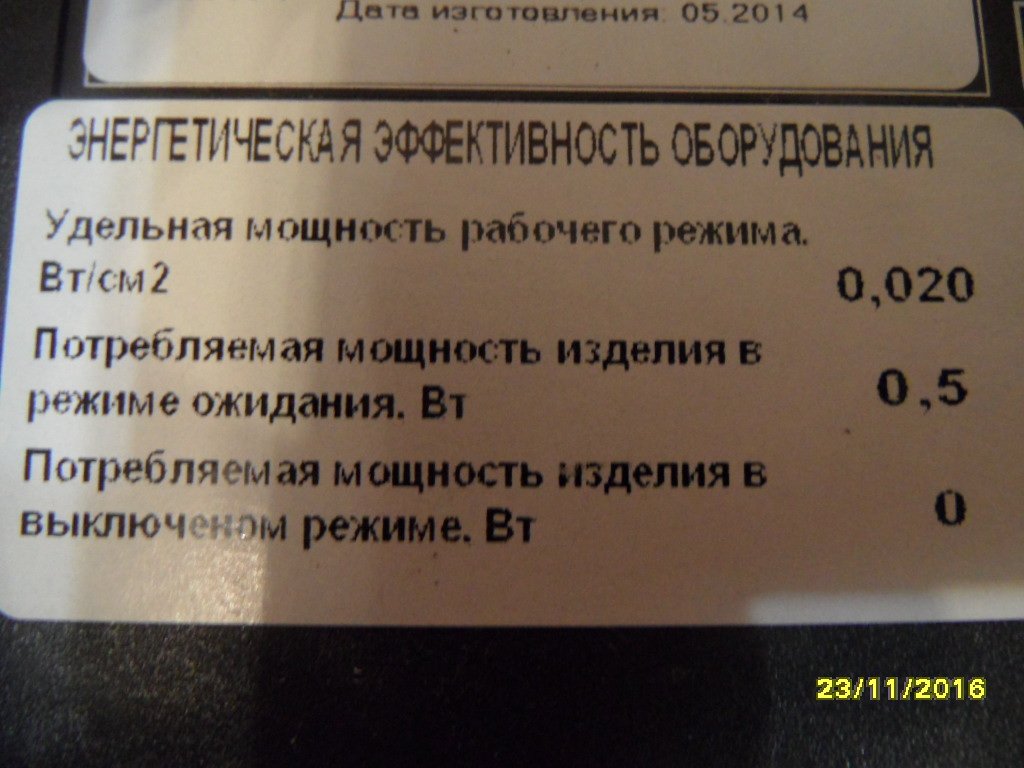 Дата изготовления: 05.2014
ЭНЕРГЕТИЧЕСКАЯ ЭФФЕКТИВНОСТЬ ОБОРУДОВАНИЯ
Удельная мощность рабочего режима.
Вт/см2 0,020
Потребляемая мощность изделия в
режиме ожидания. Вт 0,5
Потребляемая мощность изделия в
выключеном режиме. Вт 0
23/11/2016